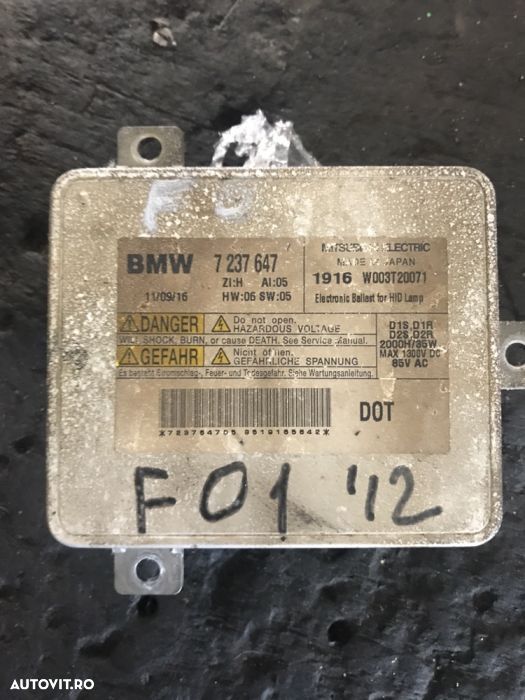 F 0
BMW 7 237 647
ZI:H AI:05
11/09/16 HW:06 SW:05
MITSUBISHI ELECTRIC
MADE IN JAPAN
1916 W003T20071
Electronic Ballast for HID Lamp
DANGER Do not open.
HAZARDOUS VOLTAGE
WILL SHOCK, BURN, or cause DEATH. See Service Manual.
GEFAHR Nicht öffnen.
GEFÄHRLICHE SPANNUNG
Es besteht Stromschlag-, Feuer- und Todesgefahr. Siehe Wartungsanleitung.
D1S,D1R
D2S,D2R
2000H/35W
MAX 1300V DC
85V AC
DOT
F01 '12
AUTOVIT.RO